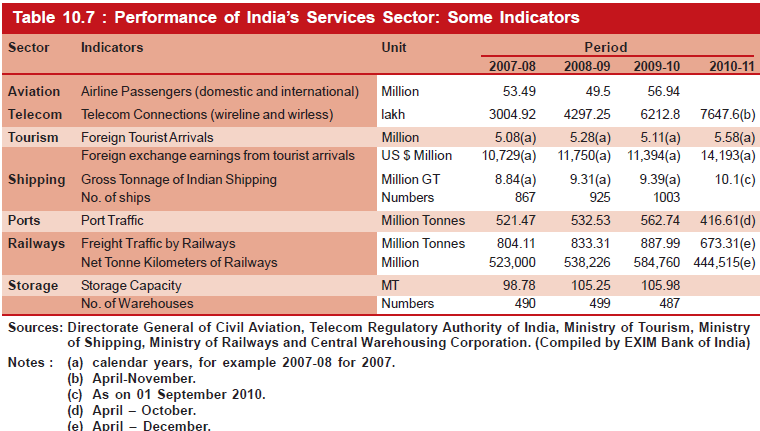 Table 10.7 : Performance of India's Services Sector: Some Indicators
Sector Indicators Unit Period
2007-08 2008-09 2009-10 2010-11
Aviation Airline Passengers (domestic and international) Million 53.49 49.5 56.94
Telecom Telecom Connections (wireline and wirless) lakh 3004.92 4297.25 6212.8 7647.6(b)
Tourism Foreign Tourist Arrivals Million 5.08(a) 5.28(a) 5.11(a) 5.58(a)
Foreign exchange earnings from tourist arrivals US $ Million 10,729(a) 11,750(a) 11,394(a) 14,193(a)
Shipping Gross Tonnage of Indian Shipping Million GT 8.84(a) 9.31(a) 9.39(a) 10.1(c)
No. of ships Numbers 867 925 1003
Ports Port Traffic Million Tonnes 521.47 532.53 562.74 416.61(d)
Railways Freight Traffic by Railways Million Tonnes 804.11 833.31 887.99 673.31(e)
Net Tonne Kilometers of Railways Million 523,000 538,226 584,760 444,515(e)
Storage Storage Capacity MT 98.78 105.25 105.98
No. of Warehouses Numbers 490 499 487
Sources: Directorate General of Civil Aviation, Telecom Regulatory Authority of India, Ministry of Tourism, Ministry
of Shipping, Ministry of Railways and Central Warehousing Corporation. (Compiled by EXIM Bank of India)
Notes : (a) calendar years, for example 2007-08 for 2007.
(b) April-November.
(c) As on 01 September 2010.
(d) April – October.
(e) April – December.